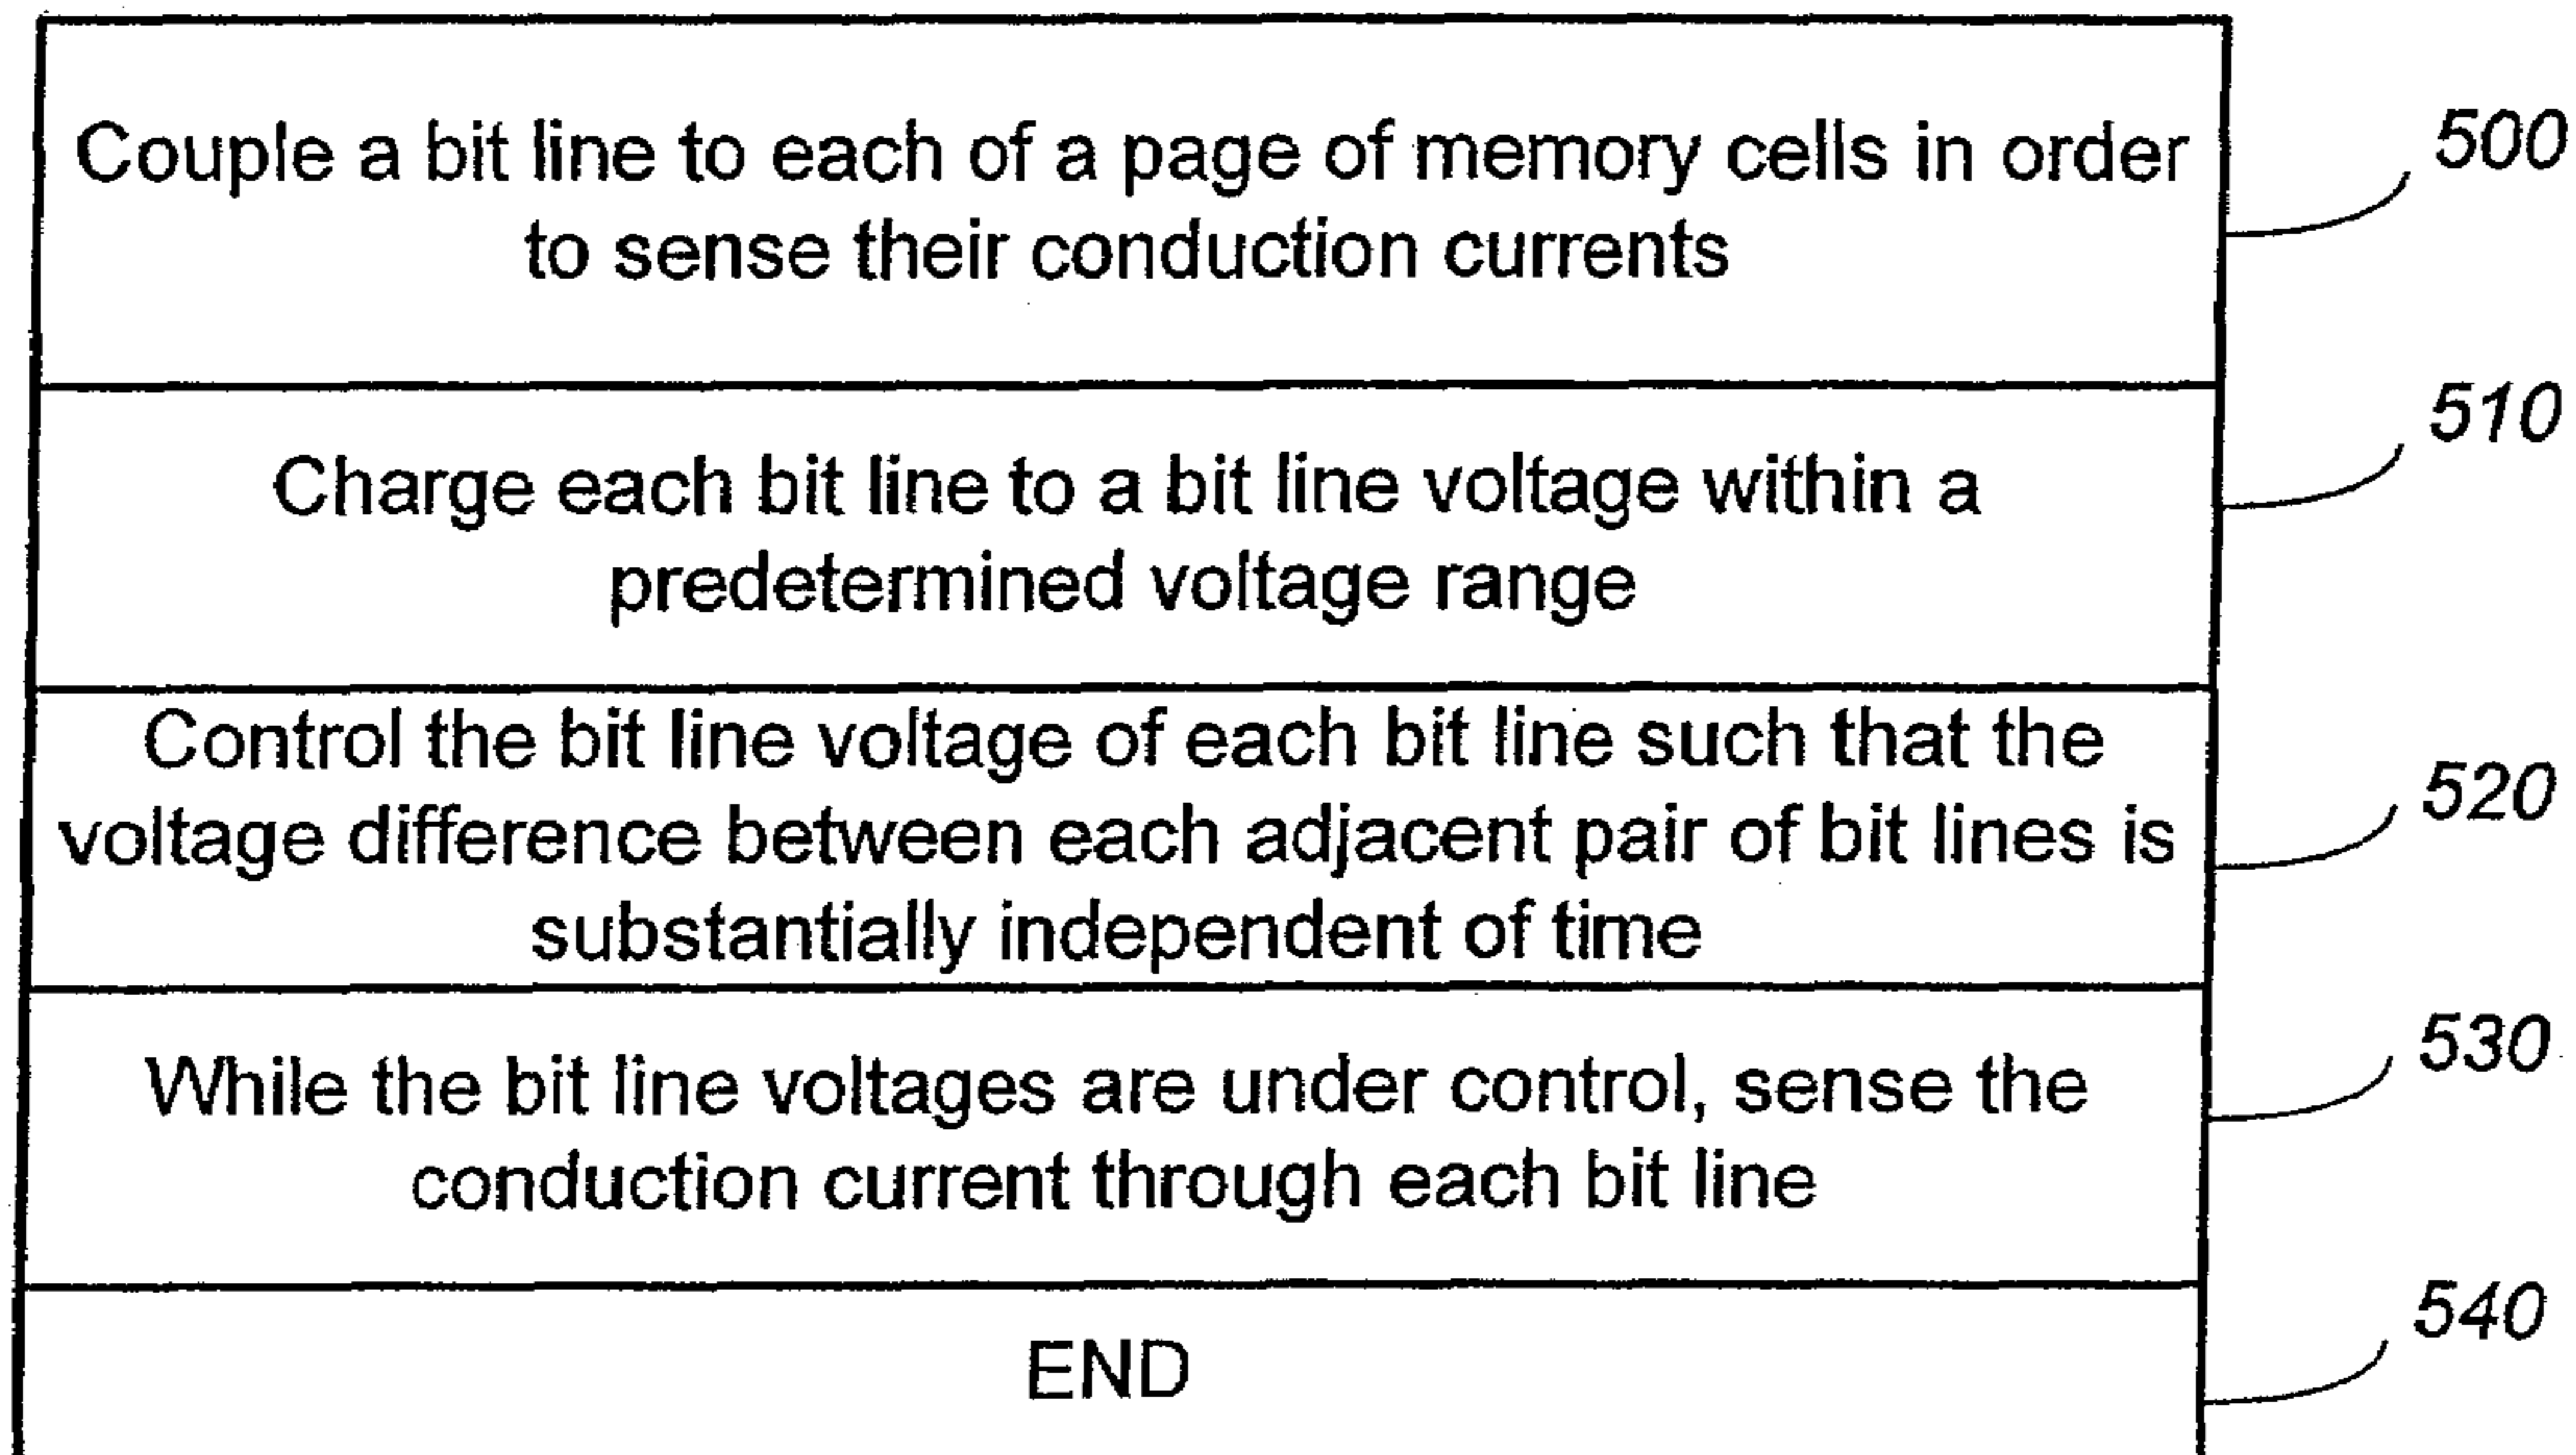 Couple a bit line to each of a page of memory cells in order
to sense their conduction currents
500
Charge each bit line to a bit line voltage within a
predetermined voltage range
510
Control the bit line voltage of each bit line such that the
voltage difference between each adjacent pair of bit lines is
substantially independent of time
520
While the bit line voltages are under control, sense the
conduction current through each bit line
530
END
540